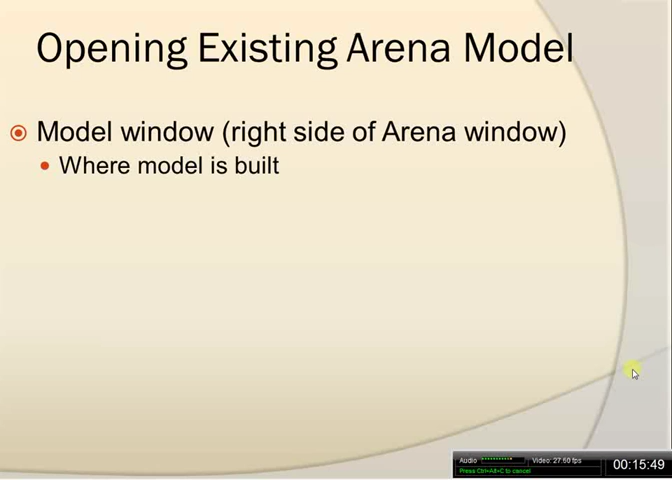 Opening Existing Arena Model
Model window (right side of Arena window)
Where model is built
Audio
Video: 27.60 fps
00:15:49
Press Ctrl+Alt+C to cancel